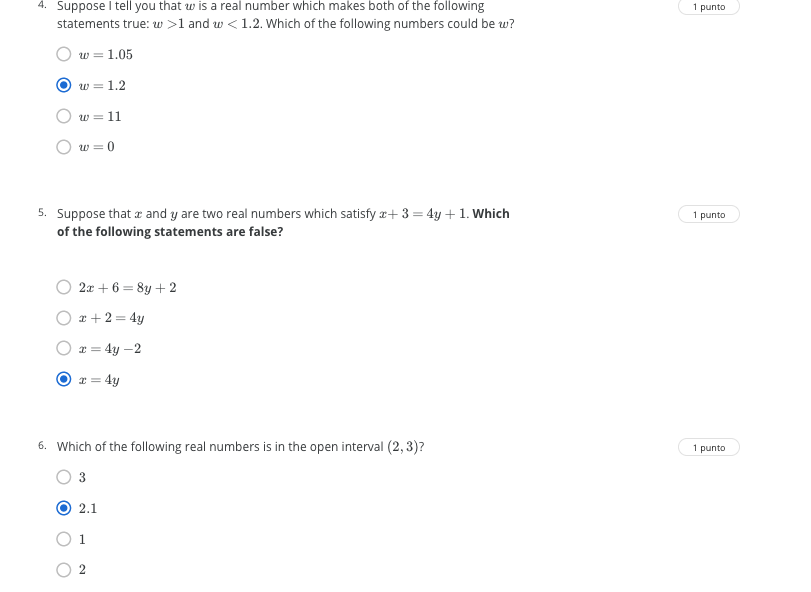 4. Suppose I tell you that w is a real number which makes both of the following 1 punto
statements true: w >1 and w < 1.2. Which of the following numbers could be w?
w = 1.05
w = 1.2
w = 11
w = 0
5. Suppose that x and y are two real numbers which satisfy x+ 3 = 4y + 1. Which 1 punto
of the following statements are false?
2x + 6 = 8y + 2
x + 2 = 4y
x = 4y −2
x = 4y
6. Which of the following real numbers is in the open interval (2, 3)? 1 punto
3
2.1
1
2